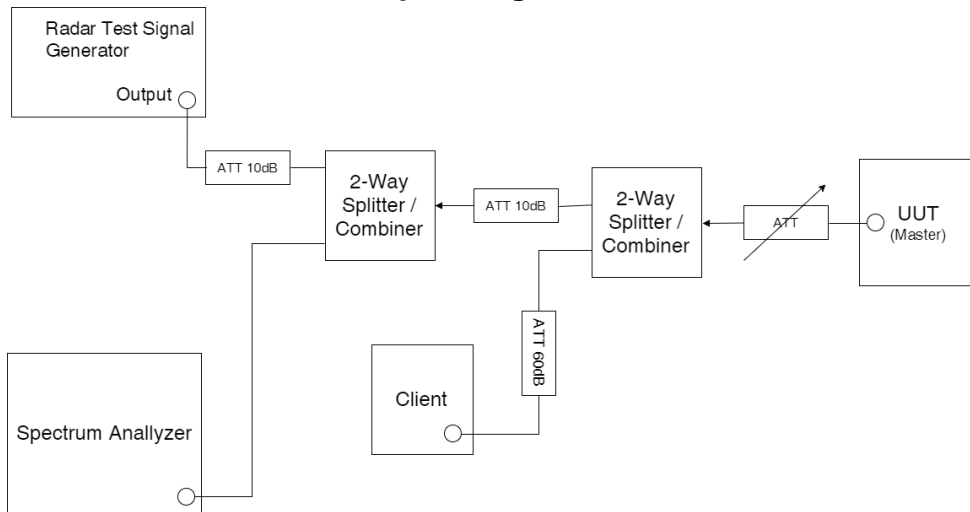 Radar Test Signal
Generator
Output
ATT 10dB
2-Way
Splitter /
Combiner
ATT 10dB
2-Way
Splitter /
Combiner
ATT
UUT
(Master)
ATT 60dB
Client
Spectrum Anallyzer